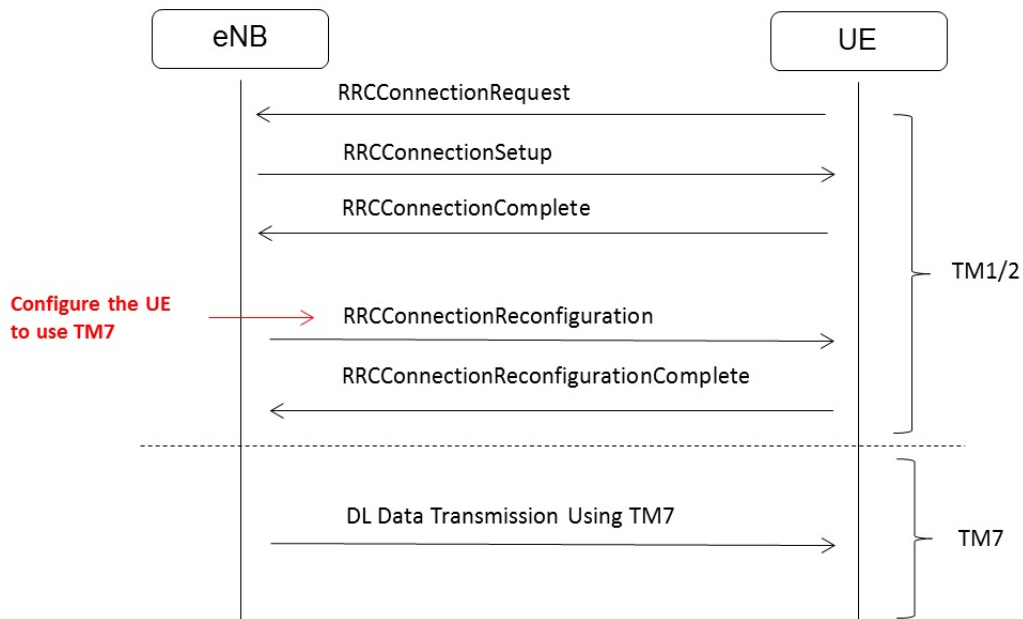 eNB
UE
RRCConnectionRequest
RRCConnectionSetup
RRCConnectionComplete
TM1/2
Configure the UE
to use TM7
RRCConnectionReconfiguration
RRCConnectionReconfigurationComplete
DL Data Transmission Using TM7
TM7